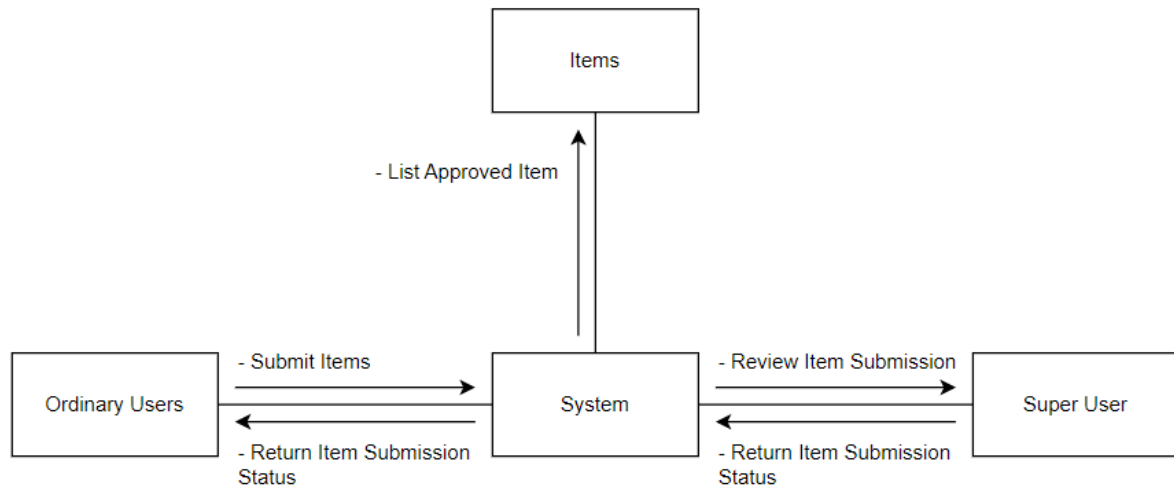 Items
- List Approved Item
- Submit Items
- Review Item Submission
Ordinary Users
System
Super User
- Return Item Submission
Status
- Return Item Submission
Status